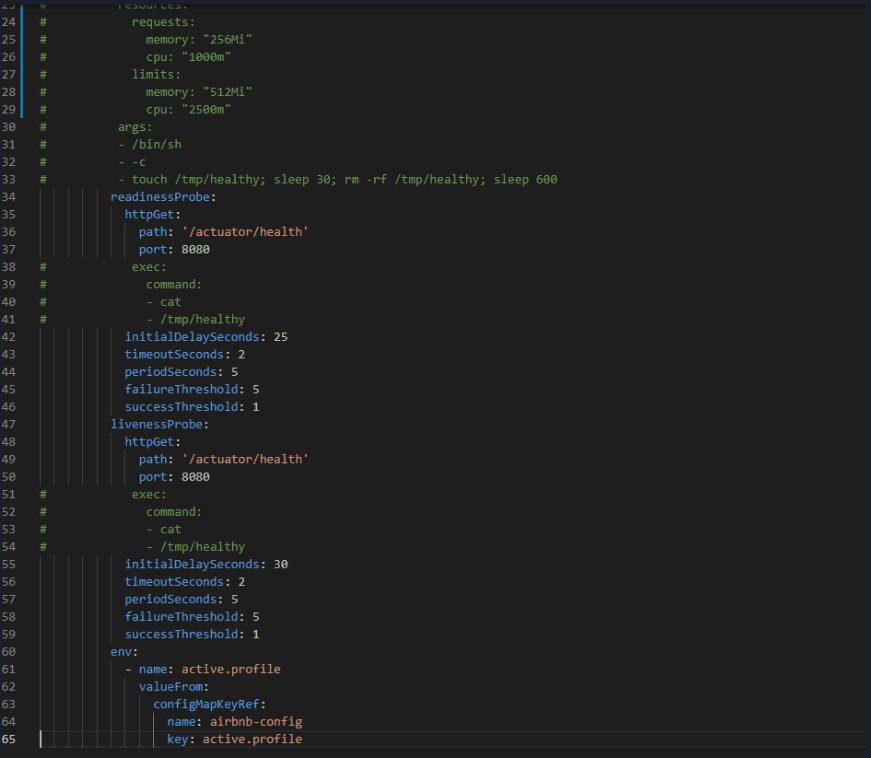 23 # resources:
24 # requests:
25 # memory: "256Mi"
26 # cpu: "1000m"
27 # limits:
28 # memory: "512Mi"
29 # cpu: "2500m"
30 # args:
31 # - /bin/sh
32 # - -c
33 # - touch /tmp/healthy; sleep 30; rm -rf /tmp/healthy; sleep 600
34 readinessProbe:
35 httpGet:
36 path: '/actuator/health'
37 port: 8080
38 # exec:
39 # command:
40 # - cat
41 # - /tmp/healthy
42 initialDelaySeconds: 25
43 timeoutSeconds: 2
44 periodSeconds: 5
45 failureThreshold: 5
46 successThreshold: 1
47 livenessProbe:
48 httpGet:
49 path: '/actuator/health'
50 port: 8080
51 # exec:
52 # command:
53 # - cat
54 # - /tmp/healthy
55 initialDelaySeconds: 30
56 timeoutSeconds: 2
57 periodSeconds: 5
58 failureThreshold: 5
59 successThreshold: 1
60 env:
61 - name: active.profile
62 valueFrom:
63 configMapKeyRef:
64 name: airbnb-config
65 key: active.profile